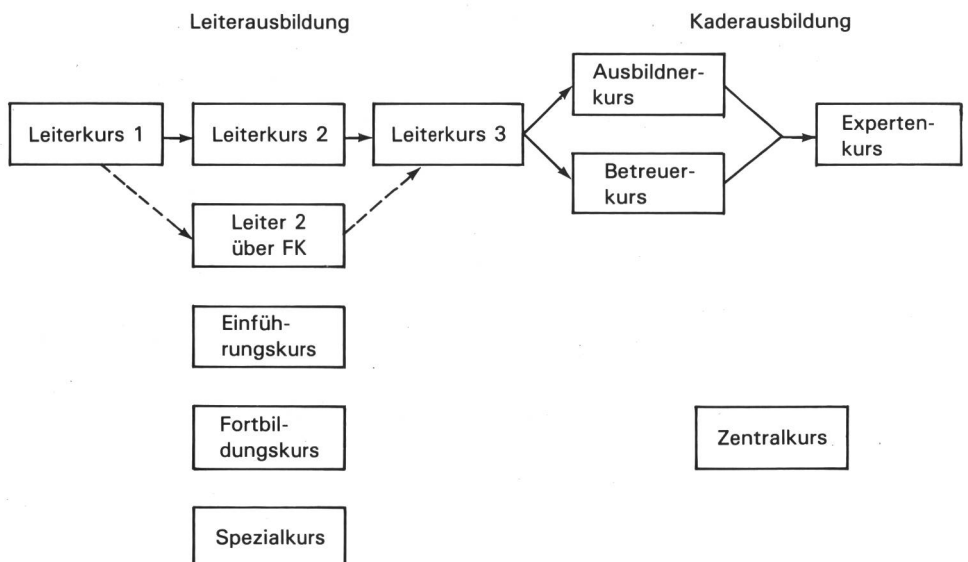 Leiterausbildung
Kaderausbildung
Leiterkurs 1
Leiterkurs 2
Leiterkurs 3
Ausbildner-
kurs
Betreuer-
kurs
Experten-
kurs
Leiter 2
über FK
Einfüh-
rungskurs
Fortbil-
dungskurs
Zentralkurs
Spezialkurs